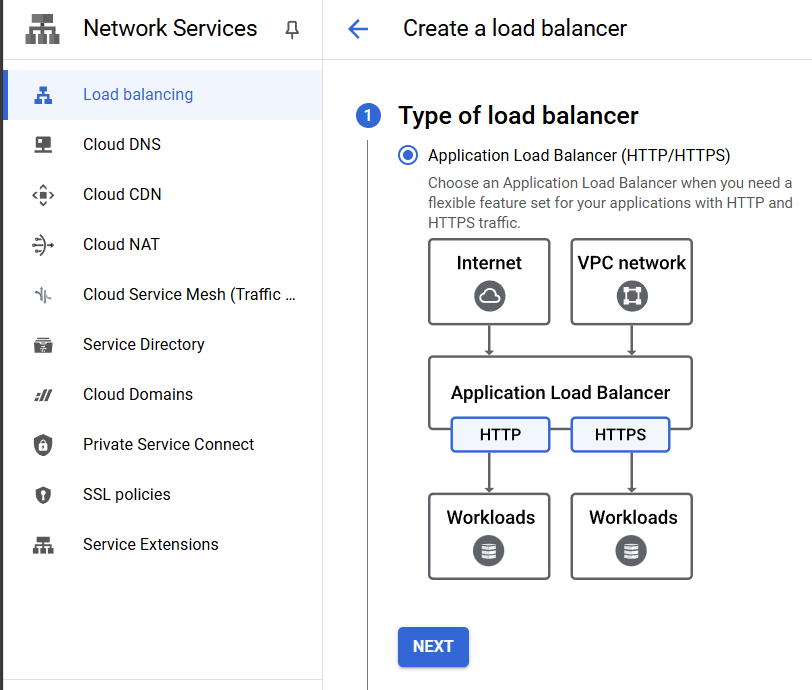 Network Services
Create a load balancer
Load balancing
Cloud DNS
Cloud CDN
Cloud NAT
Cloud Service Mesh (Traffic ...
Service Directory
Cloud Domains
Private Service Connect
SSL policies
Service Extensions
1 Type of load balancer
Application Load Balancer (HTTP/HTTPS)
Choose an Application Load Balancer when you need a
flexible feature set for your applications with HTTP and
HTTPS traffic.
Internet
VPC network
Application Load Balancer
HTTP
HTTPS
Workloads
Workloads
NEXT